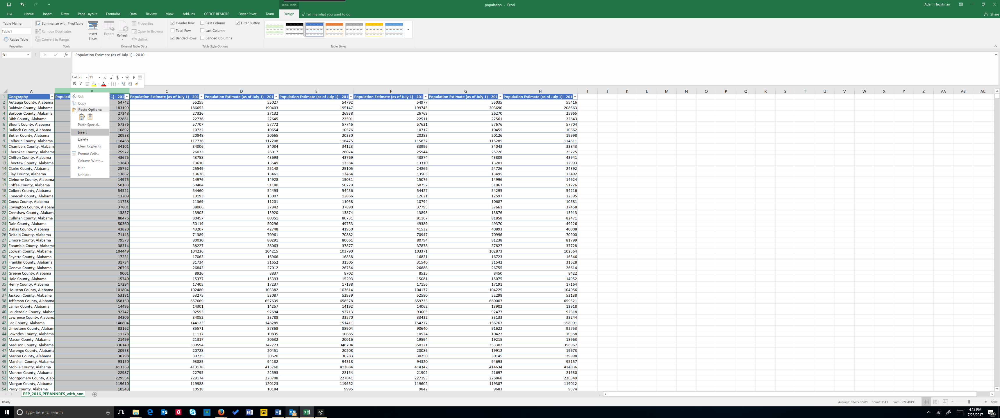 Table Tools
population - Excel
Adam Hecktman
File Home Insert Draw Page Layout Formulas Data Review View Add-ins OFFICE REMOTE Power Pivot Team Design Tell me what you want to do Share
Table Name: Summarize with PivotTable Properties Header Row First Column Filter Button
Table1 Remove Duplicates Insert Slicer Export Refresh Open in Browser Total Row Last Column
Resize Table Convert to Range Unlink Banded Rows Banded Columns
Properties Tools External Table Data Table Style Options Table Styles
B1 fx Population Estimate (as of July 1) - 2010
Calibri 11 A A $ % ,
B I A
A B C D E F G H I J K L M N O P Q R S T U V W X Y Z AA AB AC
Cut
Copy
Paste Options:
Paste Special...
Insert
Delete
Clear Contents
Format Cells...
Column Width...
Hide
Unhide
1 Geography Populati 1) - 201 Population Estimate (as of July 1) - 201 Population Estimate (as of July 1) - 201 Population Estimate (as of July 1) - 201 Population Estimate (as of July 1) - 201 Population Estimate (as of July 1) - 201 Population Estimate (as of July 1) - 201
2 Autauga County, Alabama 54742 55255 55027 54792 54977 55035 55416
3 Baldwin County, Alabama 183199 186653 190403 195147 199745 203690 208563
4 Barbour County, Alabama 27348 27326 27132 26938 26763 26270 25965
5 Bibb County, Alabama 22861 22736 22645 22501 22511 22561 22643
6 Blount County, Alabama 57376 57707 57772 57746 57621 57676 57704
7 Bullock County, Alabama 10892 10722 10654 10576 10712 10455 10362
8 Butler County, Alabama 20938 20848 20665 20330 20283 20126 19998
9 Calhoun County, Alabama 118468 117736 117208 116475 115837 115285 114611
10 Chambers County, Alabam 34101 34006 34084 34123 33996 34043 33843
11 Cherokee County, Alabama 25977 26073 26017 26074 25944 25726 25725
12 Chilton County, Alabama 43675 43758 43693 43769 43874 43809 43941
13 Choctaw County, Alabama 13840 13610 13549 13384 13310 13201 12993
14 Clarke County, Alabama 25762 25549 25148 25105 24862 24726 24392
15 Clay County, Alabama 13882 13676 13461 13464 13503 13495 13492
16 Cleburne County, Alabama 14975 14976 14928 15031 15076 14996 14924
17 Coffee County, Alabama 50183 50484 51180 50729 50757 51063 51226
18 Colbert County, Alabama 54521 54460 54493 54456 54427 54295 54216
19 Conecuh County, Alabama 13209 13193 13007 12866 12621 12597 12395
20 Coosa County, Alabama 11758 11369 11201 11058 10794 10687 10581
21 Covington County, Alabam 37801 38066 37842 37890 37795 37661 37458
22 Crenshaw County, Alabama 13857 13903 13920 13874 13898 13876 13913
23 Cullman County, Alabama 80476 80457 80351 80731 81167 81858 82471
24 Dale County, Alabama 50360 50119 50296 49753 49389 49370 49226
25 Dallas County, Alabama 43820 43207 42748 41950 41532 40893 40008
26 DeKalb County, Alabama 71143 71389 70961 70882 70947 70996 70900
27 Elmore County, Alabama 79573 80030 80291 80661 80794 81238 81799
28 Escambia County, Alabama 38314 38227 38063 37877 37878 37827 37728
29 Etowah County, Alabama 104449 104236 104215 103790 103371 102873 102564
30 Fayette County, Alabama 17231 17063 16966 16858 16821 16723 16546
31 Franklin County, Alabama 31734 31734 31652 31505 31540 31542 31628
32 Geneva County, Alabama 26796 26843 27012 26754 26688 26755 26614
33 Greene County, Alabama 9001 8926 8837 8702 8525 8450 8422
34 Hale County, Alabama 15740 15377 15393 15293 15081 15075 14952
35 Henry County, Alabama 17294 17405 17237 17188 17156 17191 17164
36 Houston County, Alabama 101804 102480 103382 103614 104177 104225 104056
37 Jackson County, Alabama 53181 53275 53087 52939 52580 52298 52138
38 Jefferson County, Alabama 658150 657669 657639 658578 659733 660007 659521
39 Lamar County, Alabama 14495 14301 14257 14192 14062 13902 13918
40 Lauderdale County, Alabam 92747 92593 92694 92713 93005 92477 92318
41 Lawrence County, Alabama 34306 34052 33788 33570 33432 33133 33244
42 Lee County, Alabama 140804 144123 148289 151411 154277 156767 158991
43 Limestone County, Alabam 83162 85571 87368 88904 90640 91622 92753
44 Lowndes County, Alabama 11278 11117 10835 10685 10524 10422 10358
45 Macon County, Alabama 21499 21317 20632 20016 19594 19215 18963
46 Madison County, Alabama 336149 339594 342773 346704 350121 353302 356967
47 Marengo County, Alabama 20953 20728 20451 20208 20086 19912 19673
48 Marion County, Alabama 30798 30725 30520 30283 30250 30145 29998
49 Marshall County, Alabama 93150 93885 94182 94318 94320 94693 95157
50 Mobile County, Alabama 413369 413178 413760 413884 414342 414634 414836
51 Monroe County, Alabama 22987 22795 22593 22154 21902 21697 21530
52 Montgomery County, Alab 229554 229174 228708 227841 227193 226868 226349
53 Morgan County, Alabama 119610 119988 120123 119652 119602 119387 119012
54 Perry County, Alabama 10543 10518 10184 9995 9842 9683 9574
PEP_2016_PEPANNRES_with_ann
Ready Average: 98455.82209 Count: 3143 Sum: 309348193 100%
Type here to search
4:12 PM
7/23/2017
24